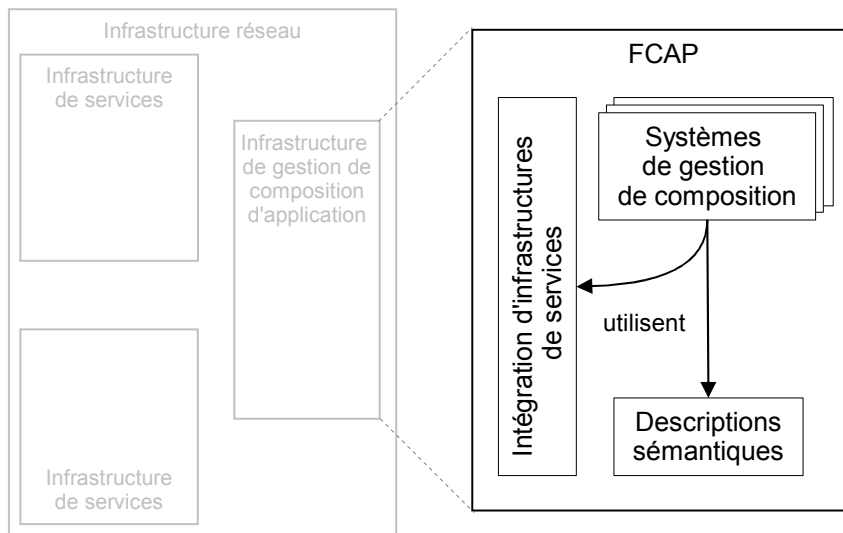 Infrastructure réseau
Infrastructure
de services
Infrastructure
de gestion de
composition
d'application
Infrastructure
de services
FCAP
Intégration d'infrastructures
de services
Systèmes
de gestion
de composition
utilisent
Descriptions
sémantiques